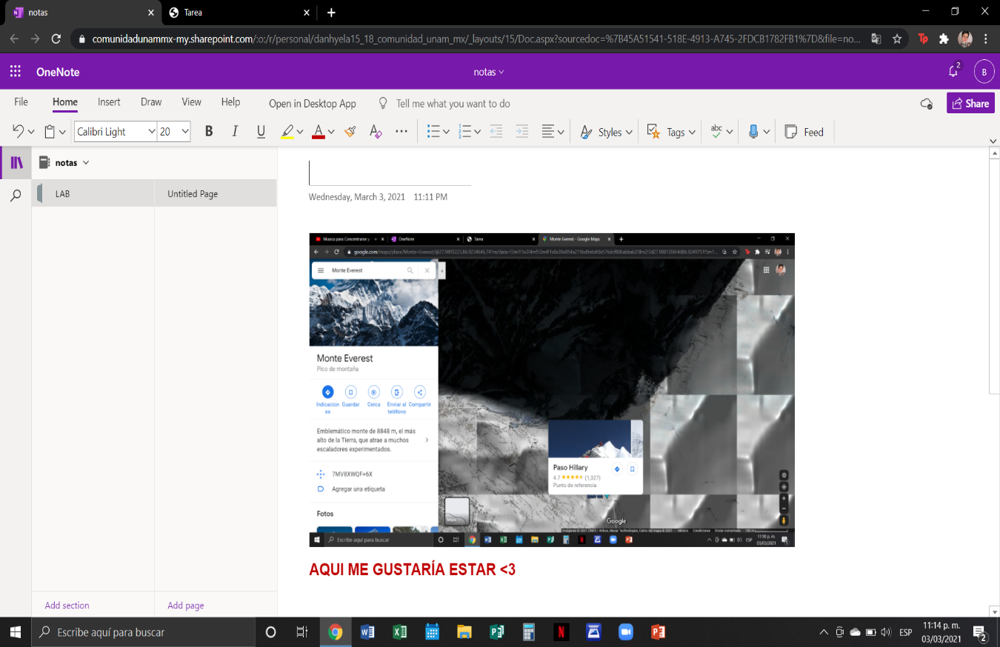 notas
Tarea
comunidadunammx-my.sharepoint.com/:o:/r/personal/danhyela15_18_comunidad_unam_mx/_layouts/15/Doc.aspx?sourcedoc=%7B45A51541-518E-4913-A745-2FDCB1782FB1%7D&file=no...
OneNote
notas
2
B
File Home Insert Draw View Help Open in Desktop App Tell me what you want to do
Share
Calibri Light 20 B I U A A Styles Tags abc Feed
notas
LAB
Untitled Page
Wednesday, March 3, 2021 11:11 PM
Musica para Concentrarse y
OneNote
Tarea
Monte Everest - Google Maps
Monte Everest
Monte Everest
Pico de montaña
Indicaciones
Guardar
Cerca
Enviar al teléfono
Compartir
Emblemático monte de 8848 m, el más
alto de la Tierra, que atrae a muchos
escaladores experimentados.
7MV8XWQF+6X
Agregar una etiqueta
Fotos
Paso Hillary
4.7 (1,327)
Punto de referencia
Google
Escribe aquí para buscar
ESP
11:10 p. m.
03/03/2021
AQUI ME GUSTARÍA ESTAR <3
Add section
Add page
Escribe aquí para buscar
ESP
11:14 p. m.
03/03/2021
2